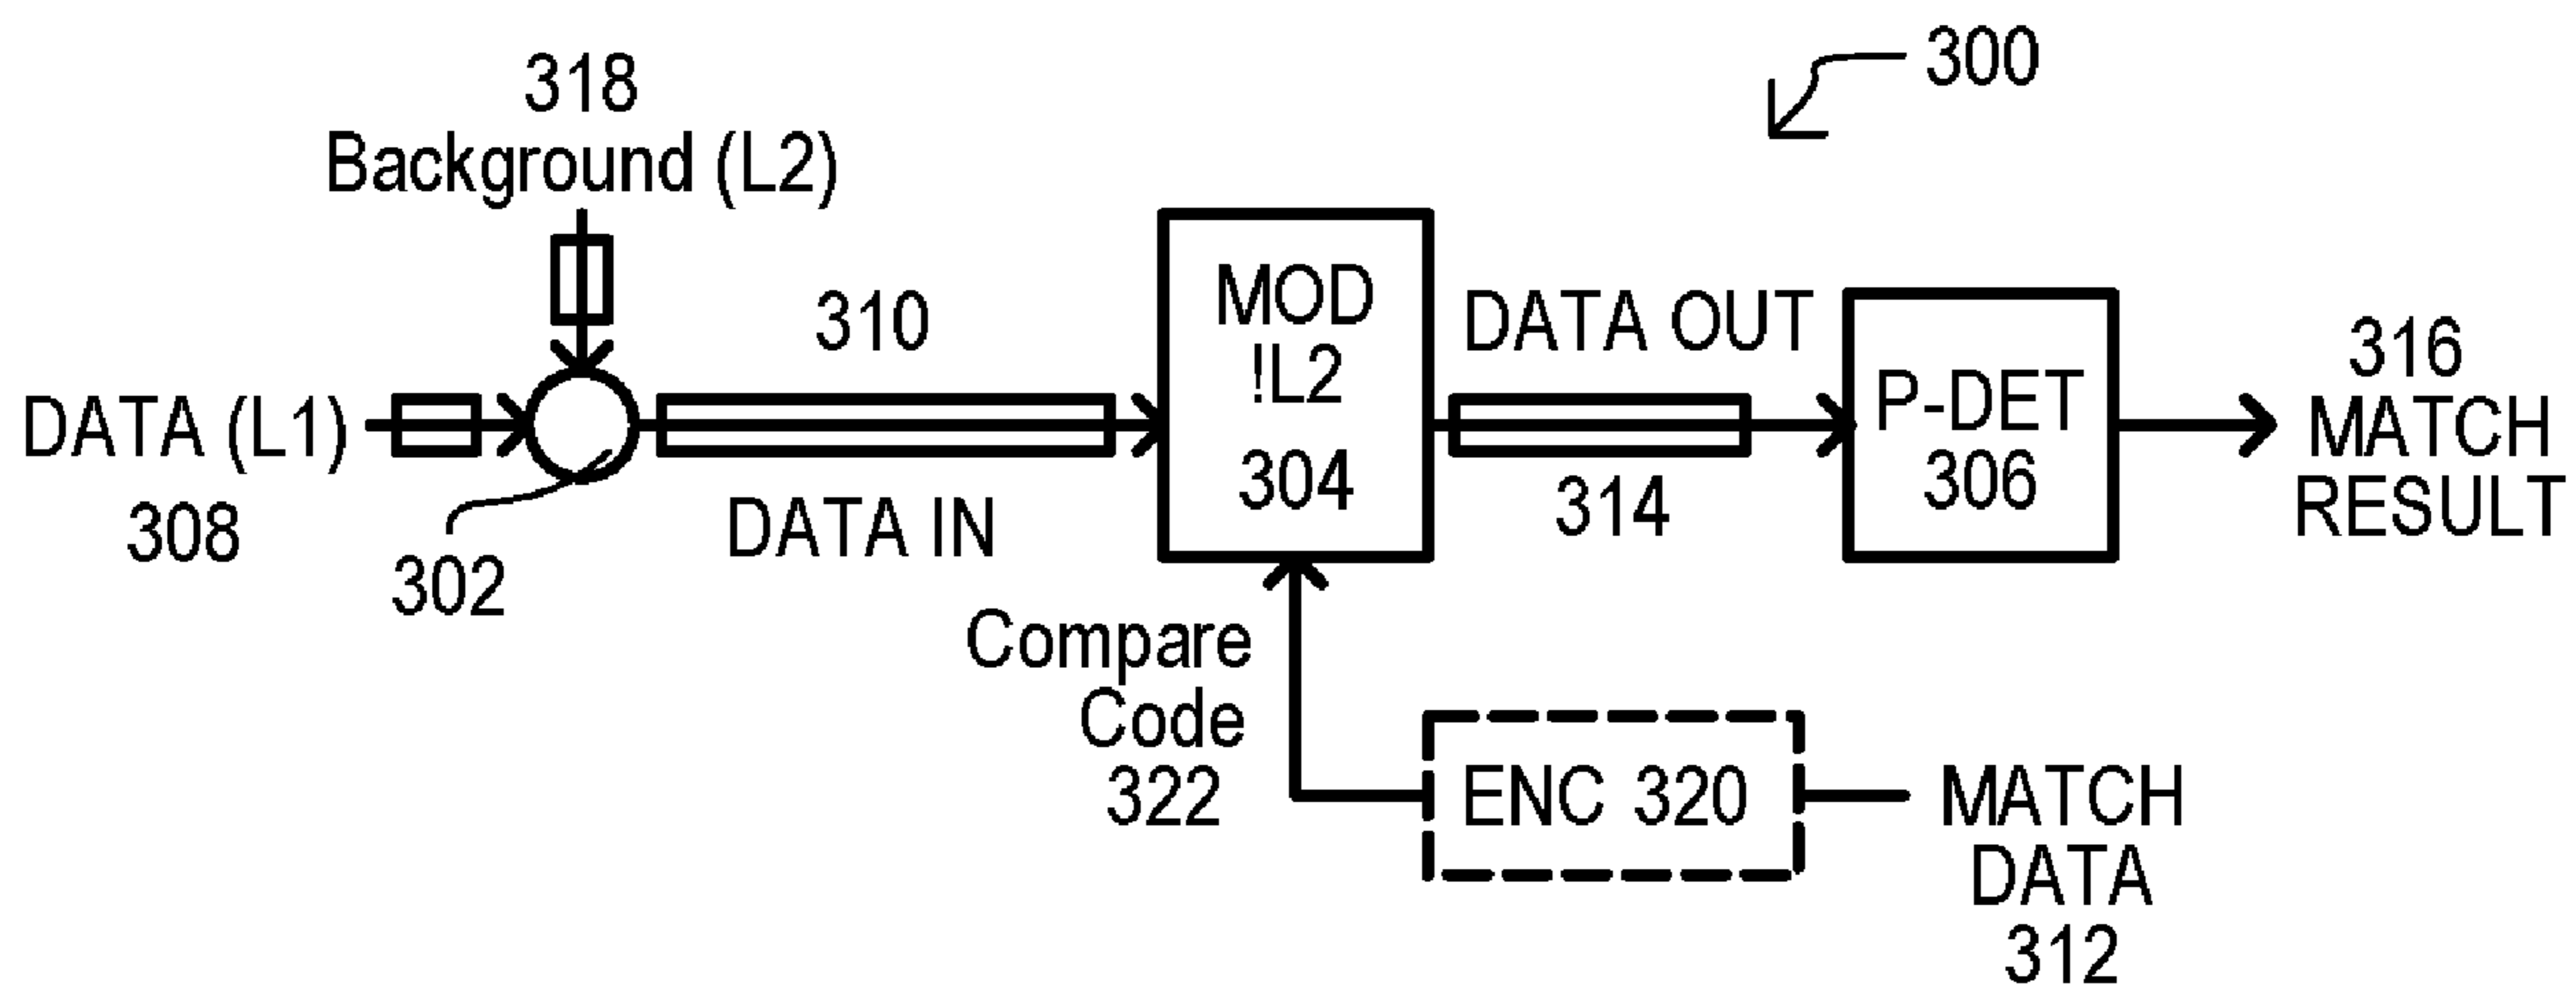 300
318
Background (L2)
DATA (L1)
308
302
310
DATA IN
MOD
!L2
304
DATA OUT
314
P-DET
306
316
MATCH
RESULT
Compare
Code
322
ENC 320
MATCH
DATA
312